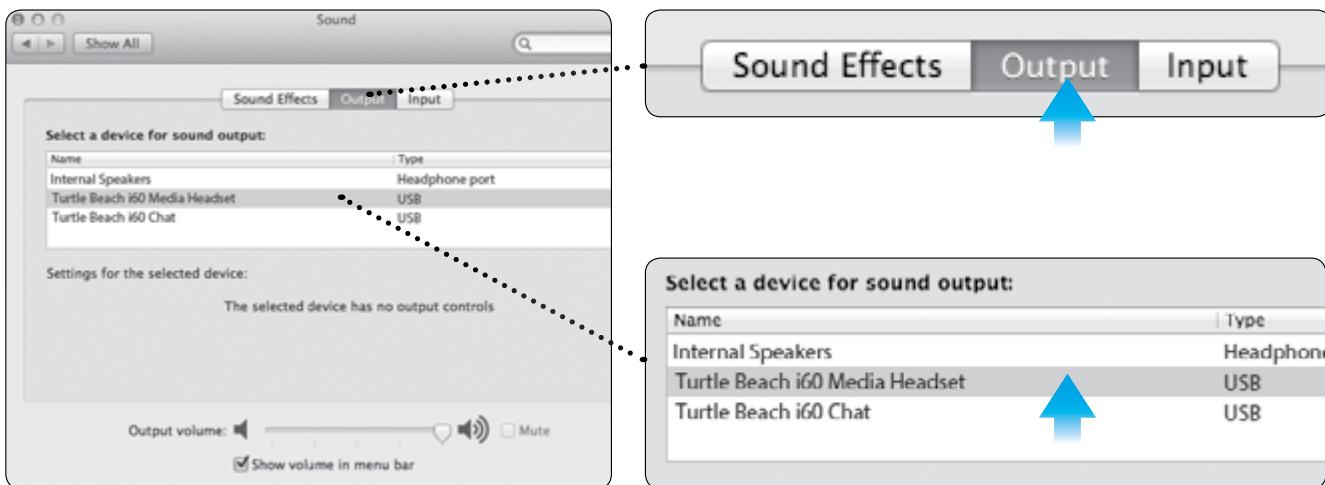 Sound
Show All
Sound Effects Output Input
Select a device for sound output:
Name Type
Internal Speakers Headphone port
Turtle Beach i60 Media Headset USB
Turtle Beach i60 Chat USB
Settings for the selected device:
The selected device has no output controls
Output volume: Mute
Show volume in menu bar
Sound Effects Output Input
Select a device for sound output:
Name Type
Internal Speakers Headphone
Turtle Beach i60 Media Headset USB
Turtle Beach i60 Chat USB